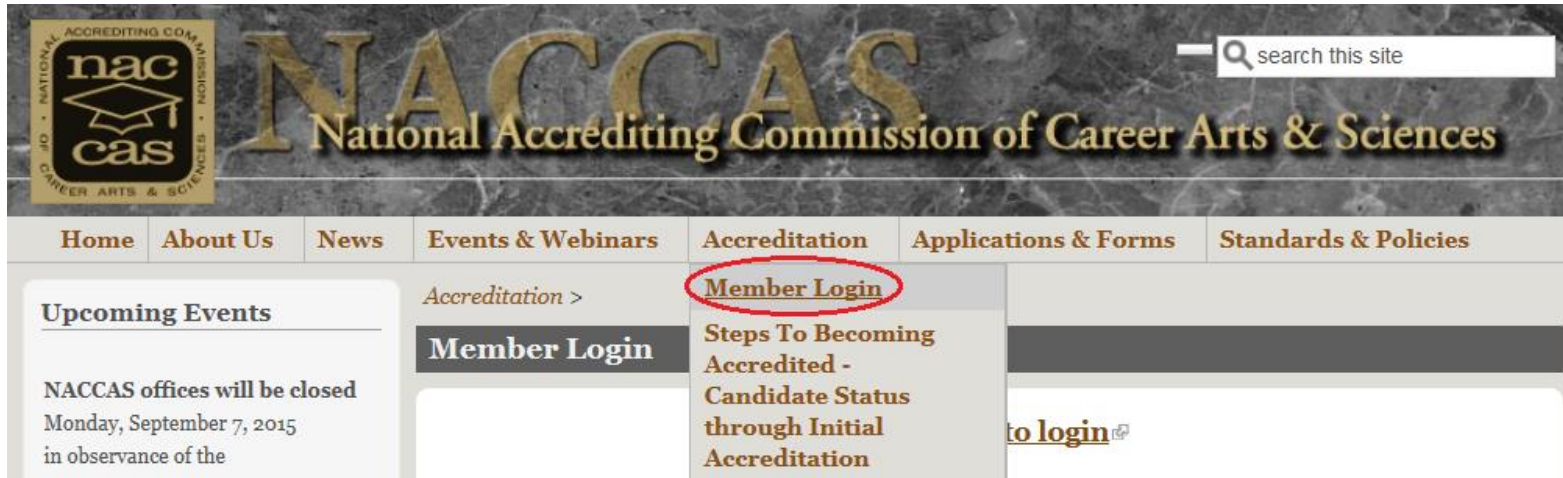 NATIONAL ACCREDITING COMMISSION OF CAREER ARTS & SCIENCES
nac
cas
NACCAS
National Accrediting Commission of Career Arts & Sciences
search this site
Home About Us News Events & Webinars Accreditation Applications & Forms Standards & Policies
Upcoming Events
NACCAS offices will be closed
Monday, September 7, 2015
in observance of the
Accreditation >
Member Login
Member Login
Steps To Becoming
Accredited -
Candidate Status
through Initial
Accreditation
to login